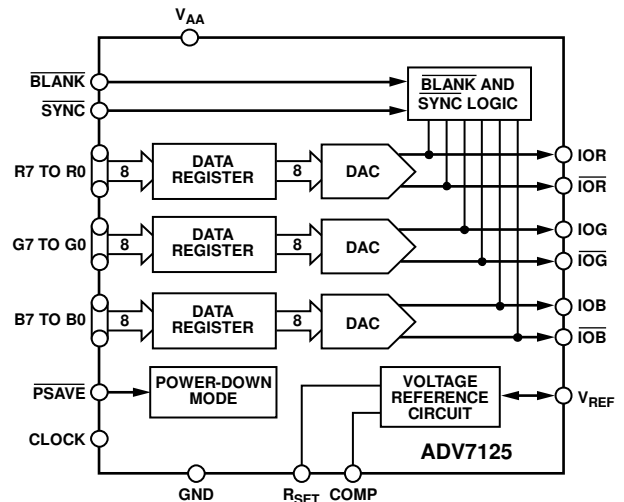 VAA
BLANK
SYNC
BLANK AND
SYNC LOGIC
R7 TO R0
8
DATA
REGISTER
8
DAC
IOR
IOR
G7 TO G0
8
DATA
REGISTER
8
DAC
IOG
IOG
B7 TO B0
8
DATA
REGISTER
8
DAC
IOB
IOB
PSAVE
POWER-DOWN
MODE
VOLTAGE
REFERENCE
CIRCUIT
VREF
CLOCK
ADV7125
GND
RSET
COMP